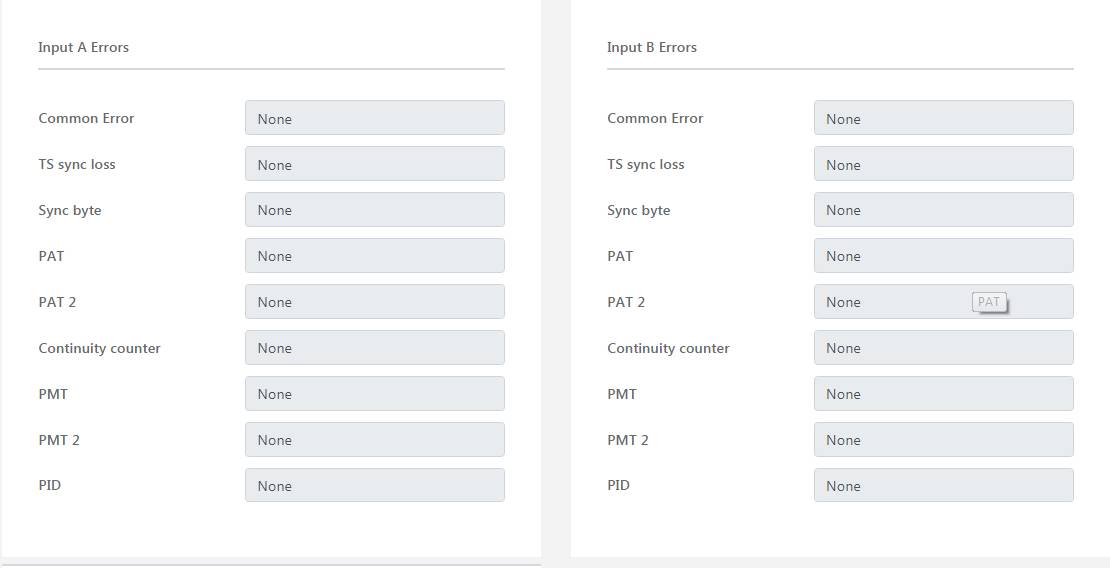 Input A Errors
Common Error None
TS sync loss None
Sync byte None
PAT None
PAT 2 None
Continuity counter None
PMT None
PMT 2 None
PID None
Input B Errors
Common Error None
TS sync loss None
Sync byte None
PAT None
PAT 2 None PAT
Continuity counter None
PMT None
PMT 2 None
PID None